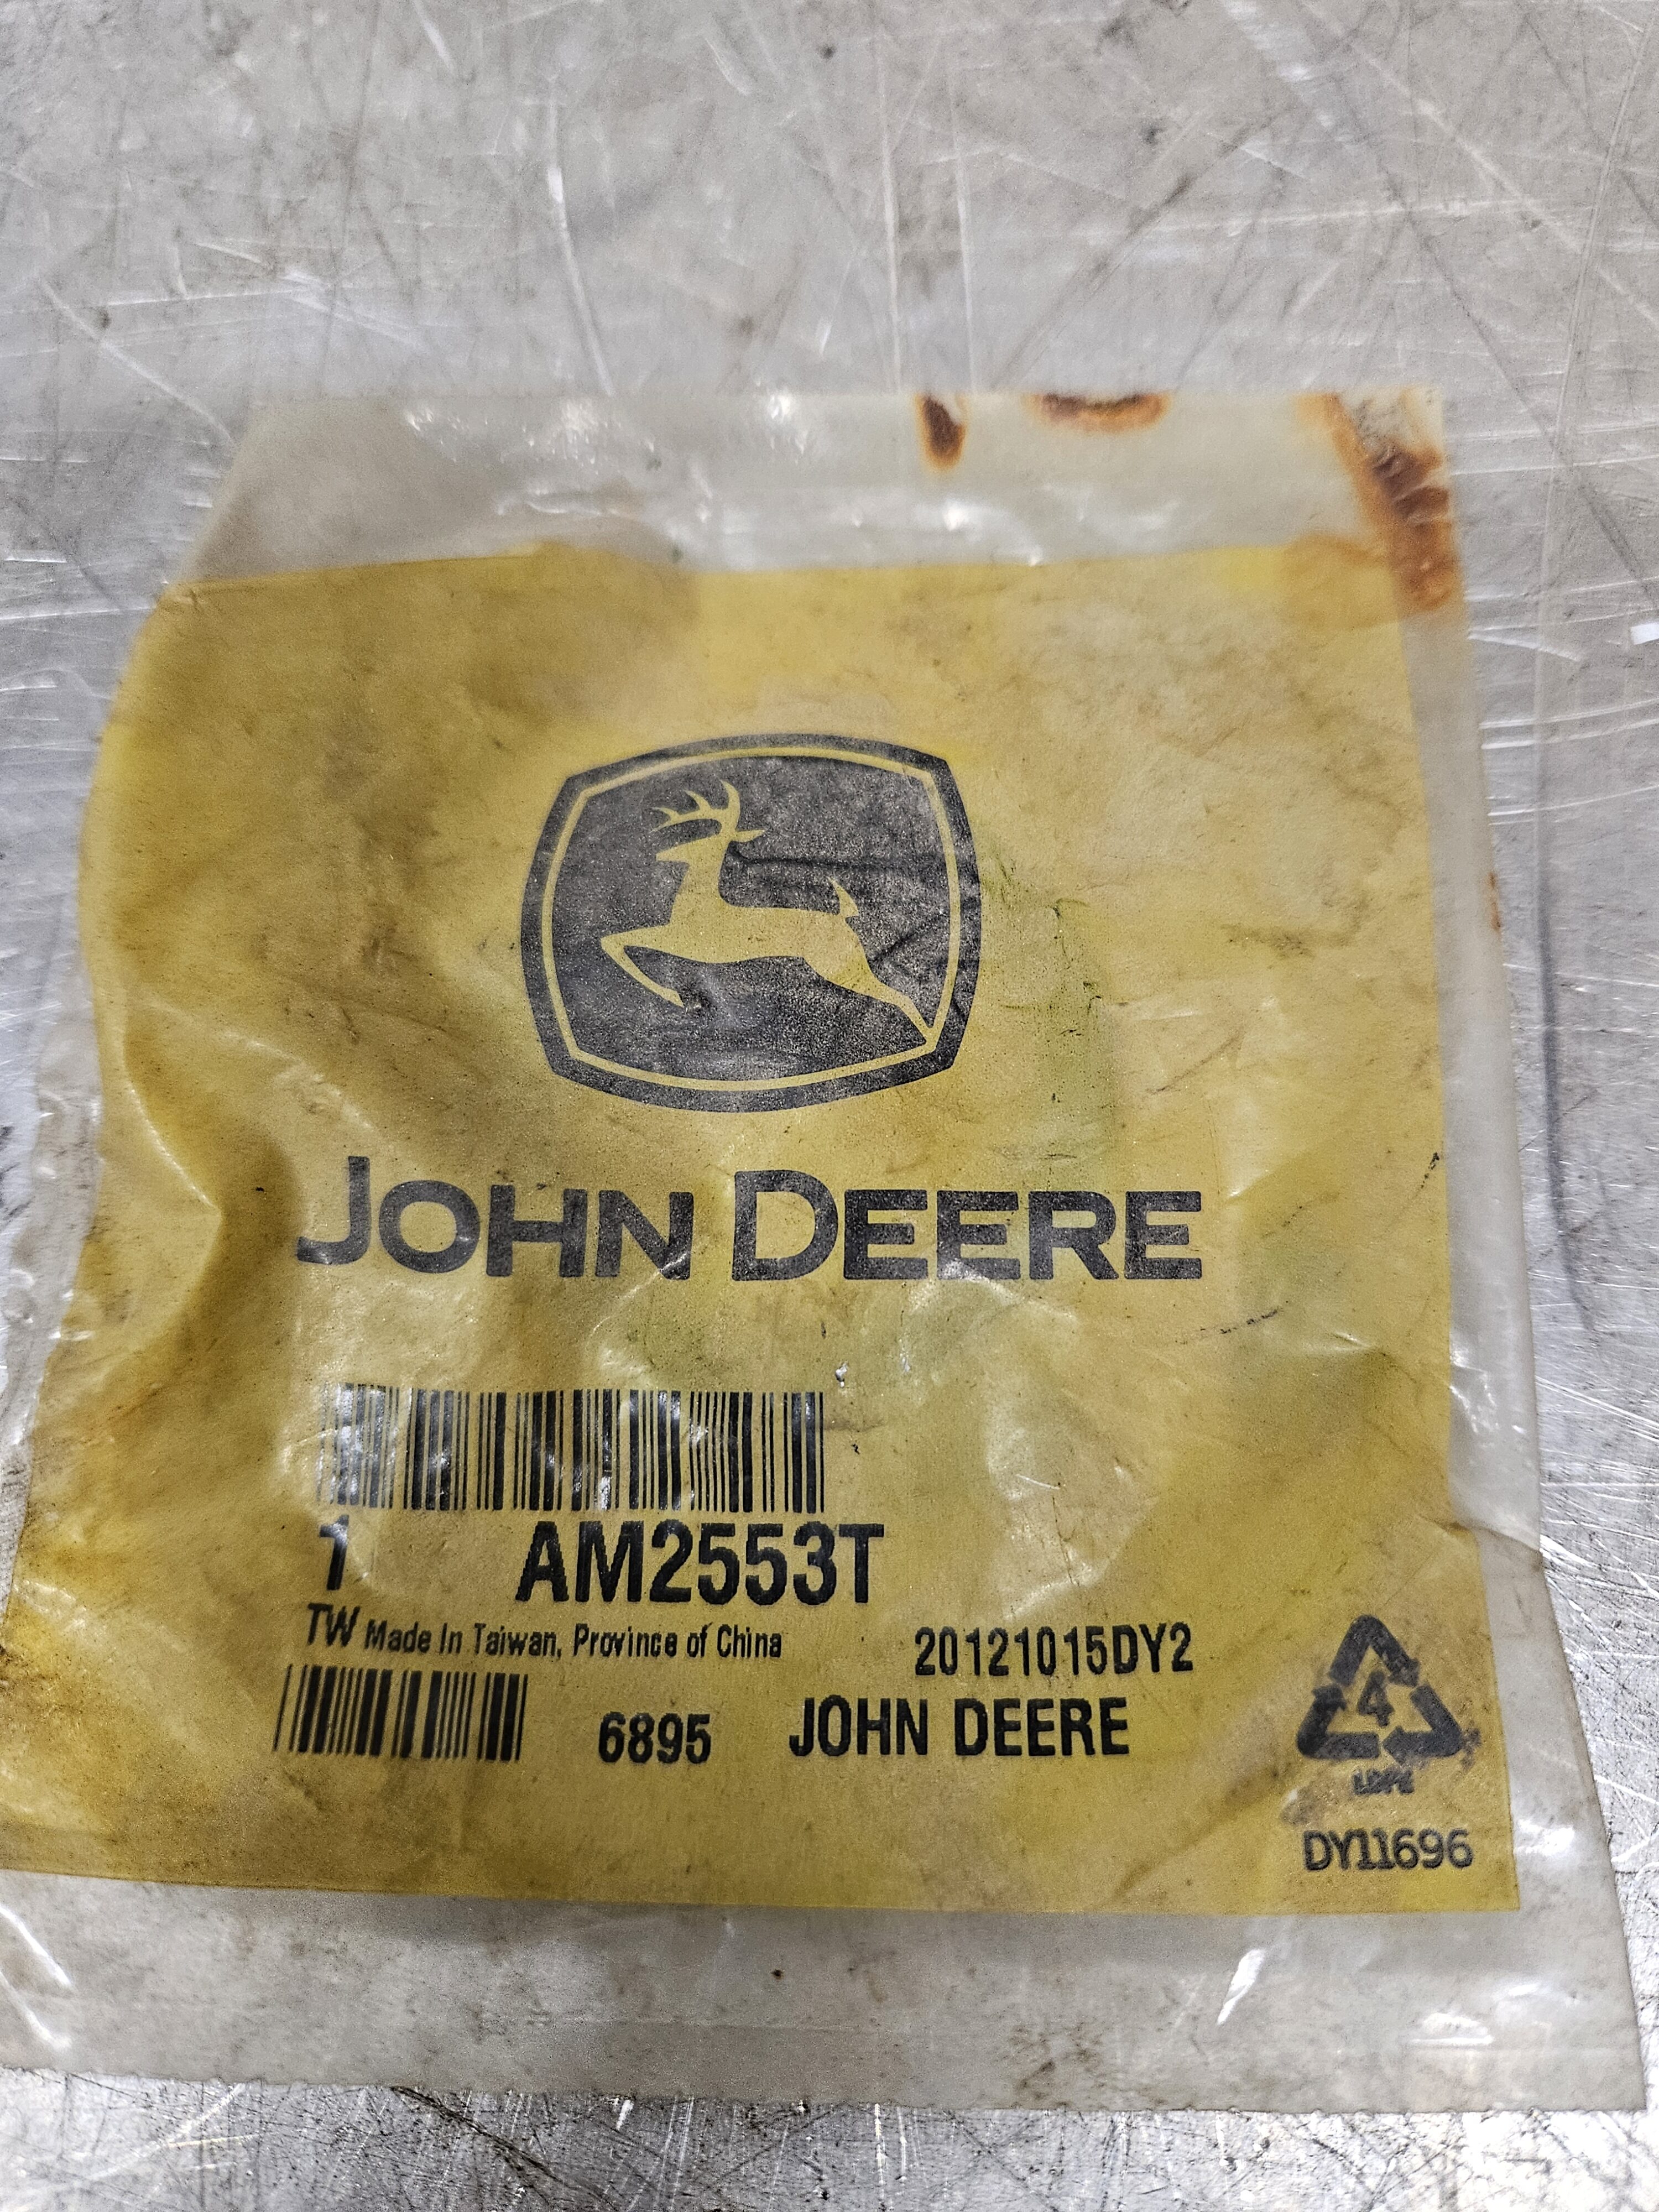 JOHN DEERE
1 AM2553T
TW Made In Taiwan, Province of China
20121015DY2
6895 JOHN DEERE
4
LDPE
DY11696